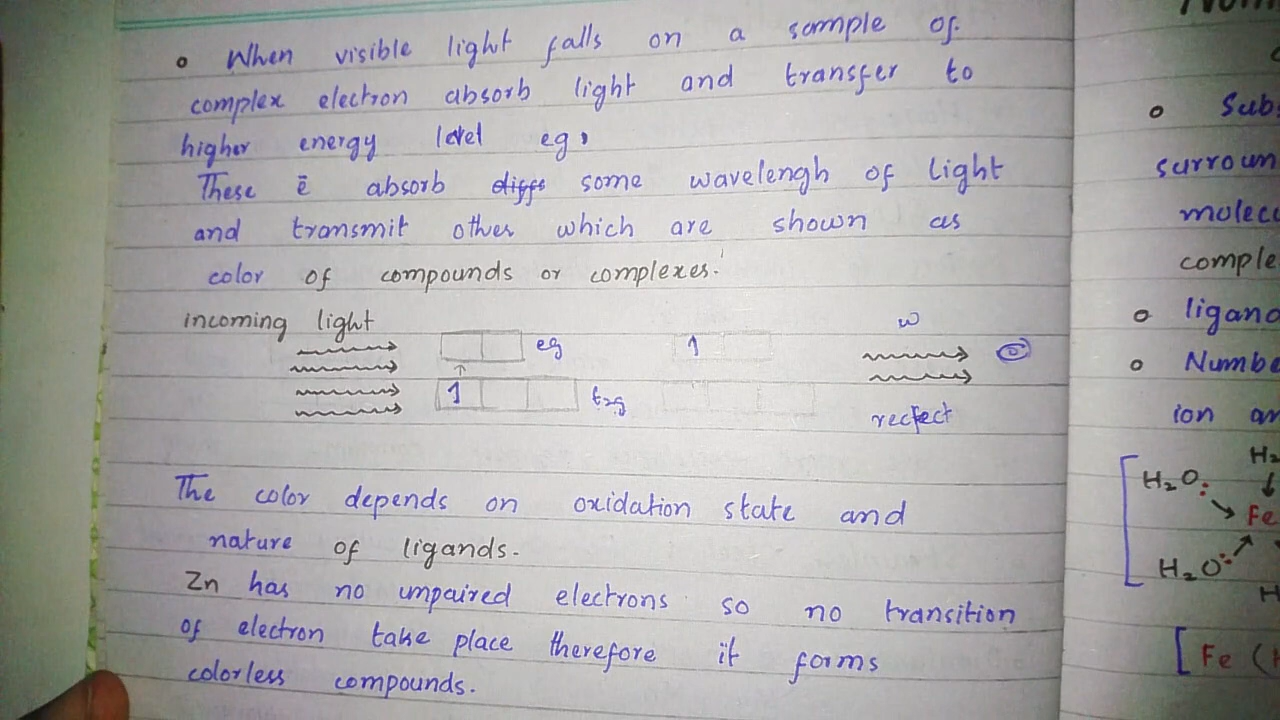 • When visible light falls on a sample of
complex electron absorb light and transfer to
higher energy level eg,
These ē absorb some wavelengh of light
and transmit other which are shown as
color of compounds or complexes.
incoming light
eg
1
w
1
t2g
The color depends on oxidation state and
nature of ligands.
Zn has no unpaired electrons so no transition
of electron take place therefore it forms
colorless compounds.
• Sub
surroun
molec
comple
• ligand
• Numbe
ion an
H2
H2O:
Fe
H2O:
H
[Fe (H